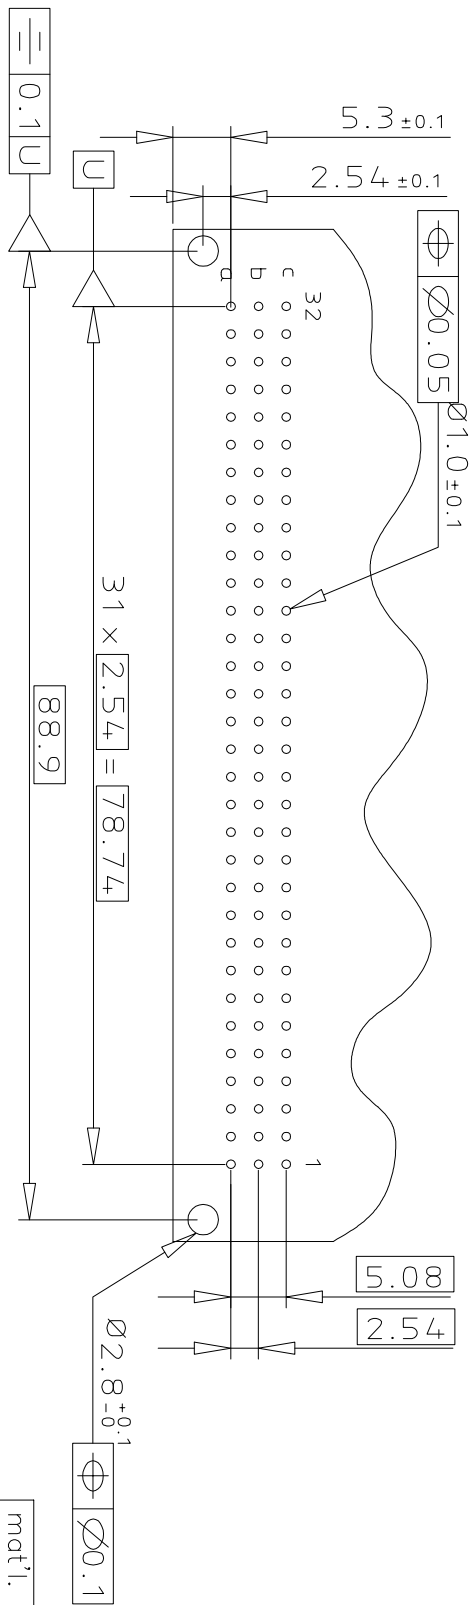 5.3 ±0.1
2.54 ±0.1
⌖ Ø0.05
Ø1.0 ±0.1
⌯ 0.1 U
U
a
b
c
32
31 x 2.54 = 78.74
88.9
1
5.08
2.54
Ø2.8 +0.1 -0
⌖ Ø0.1
mat'l.